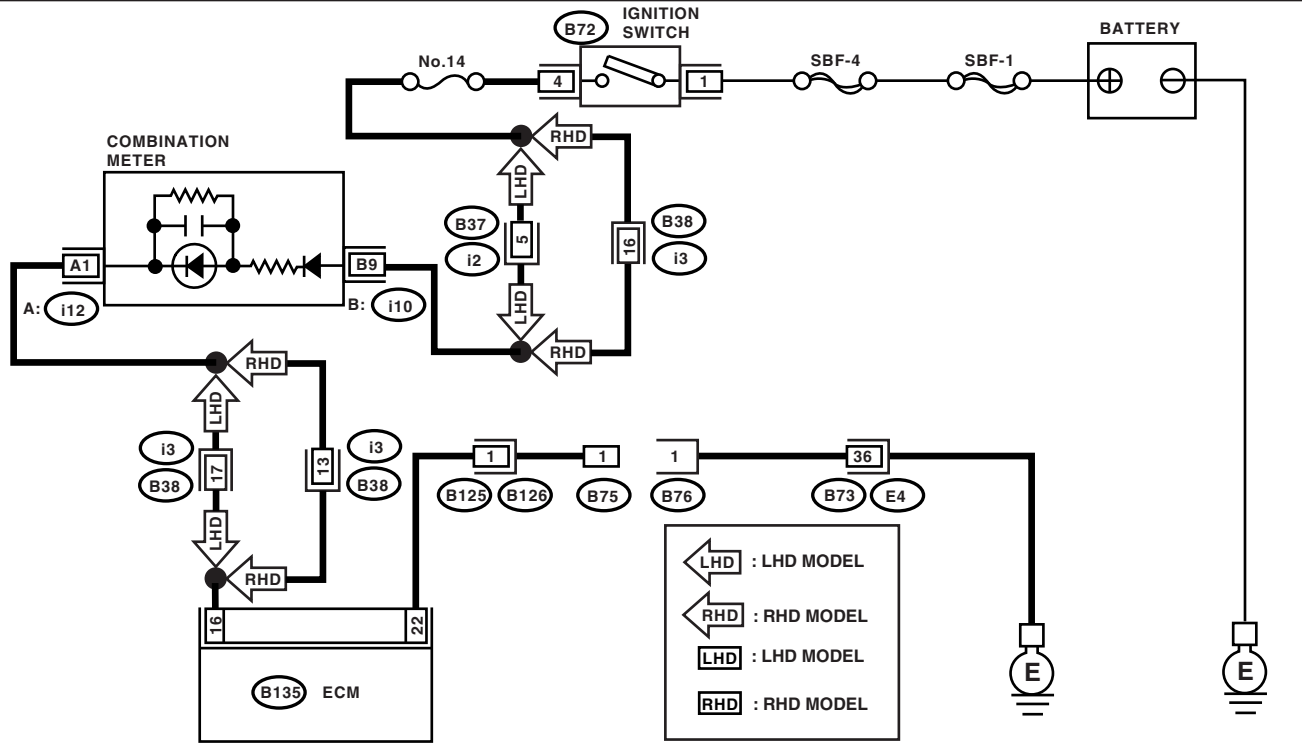 IGNITION
SWITCH
B72
BATTERY
No.14
4
1
SBF-4
SBF-1
RHD
COMBINATION
METER
LHD
B37
5
16
B38
i2
i3
A1
B9
A: i12
B: i10
LHD
RHD
RHD
LHD
i3
17
13
i3
B38
B38
1
1
1
36
B125
B126
B75
B76
B73
E4
LHD
RHD
LHD : LHD MODEL
RHD : RHD MODEL
LHD : LHD MODEL
RHD : RHD MODEL
16
22
B135 ECM
E
E